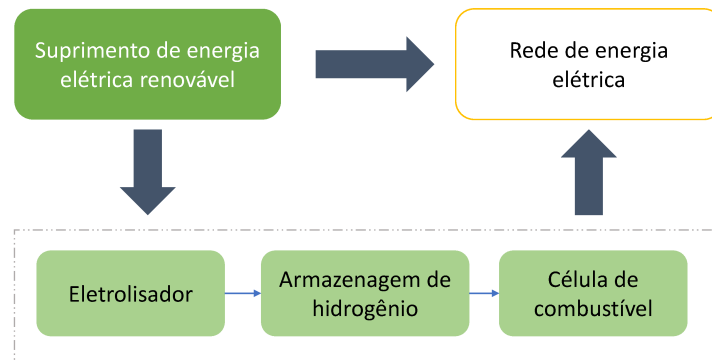 Suprimento de energia
elétrica renovável
Rede de energia
elétrica
Eletrolisador
Armazenagem de
hidrogênio
Célula de
combustível